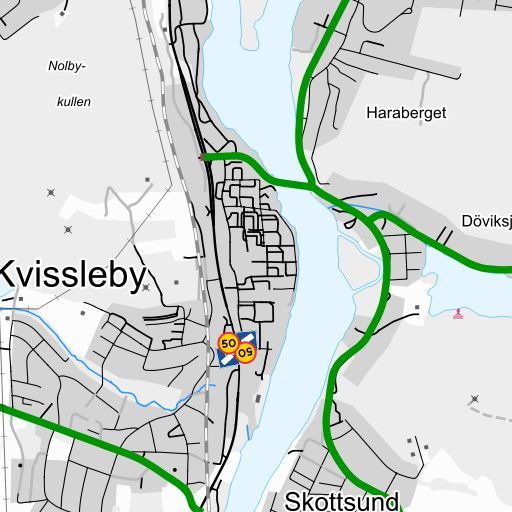 Nolby-
kullen
Haraberget
Döviksj
Kvissleby
50
50
Skottsund